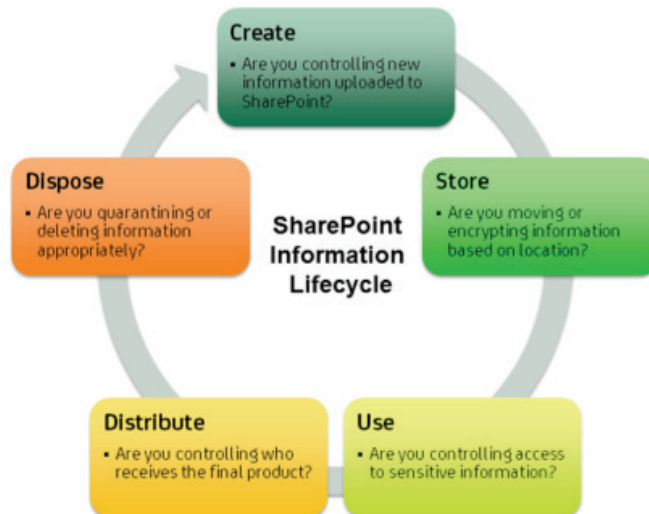 Create
▪ Are you controlling new
information uploaded to
SharePoint?
Store
▪ Are you moving or
encrypting information
based on location?
Use
▪ Are you controlling access
to sensitive information?
Distribute
▪ Are you controlling who
receives the final product?
Dispose
▪ Are you quarantining or
deleting information
appropriately?
SharePoint
Information
Lifecycle